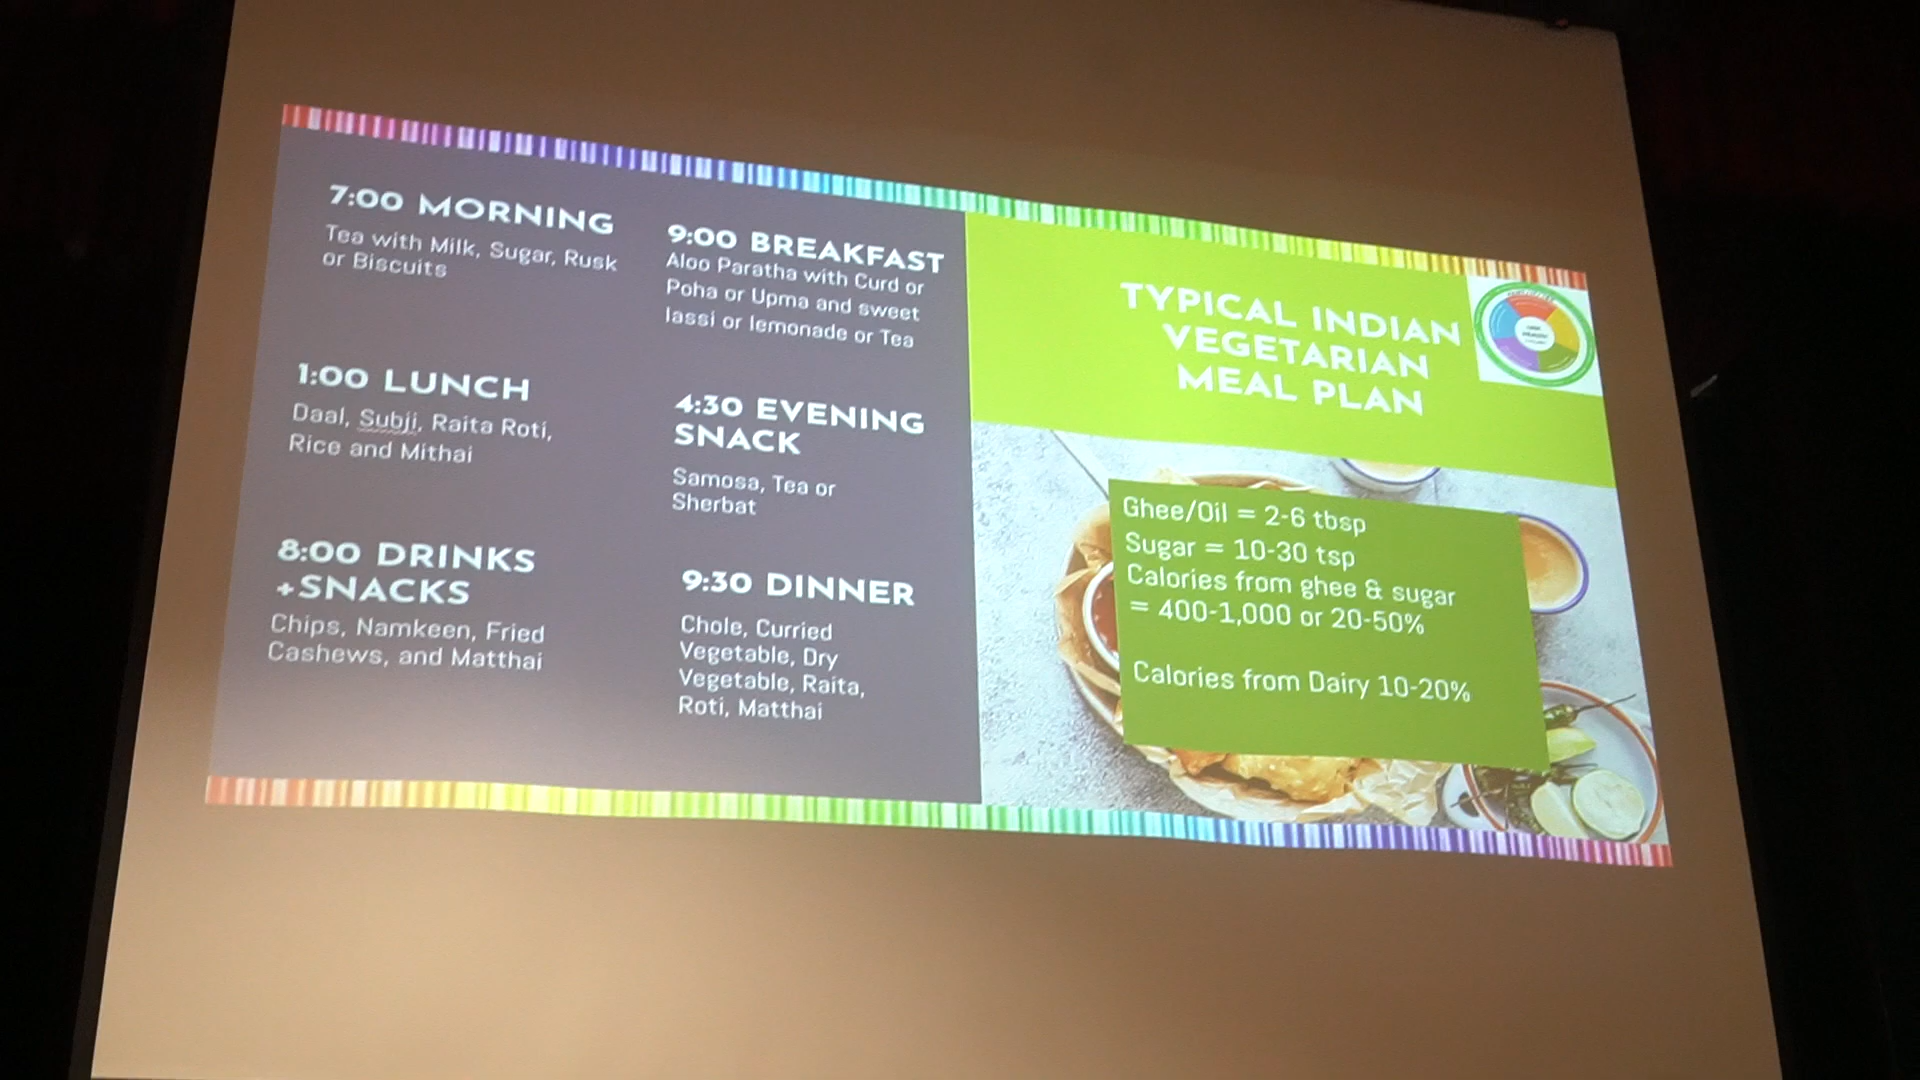 7:00 MORNING
Tea with Milk, Sugar, Rusk
or Biscuits
9:00 BREAKFAST
Aloo Paratha with Curd or
Poha or Upma and sweet
lassi or lemonade or Tea
1:00 LUNCH
Daal, Subji, Raita Roti,
Rice and Mithai
4:30 EVENING
SNACK
Samosa, Tea or
Sherbat
8:00 DRINKS
+SNACKS
Chips, Namkeen, Fried
Cashews, and Matthai
9:30 DINNER
Chole, Curried
Vegetable, Dry
Vegetable, Raita,
Roti, Matthai
TYPICAL INDIAN
VEGETARIAN
MEAL PLAN
Ghee/Oil = 2-6 tbsp
Sugar = 10-30 tsp
Calories from ghee & sugar
= 400-1,000 or 20-50%
Calories from Dairy 10-20%